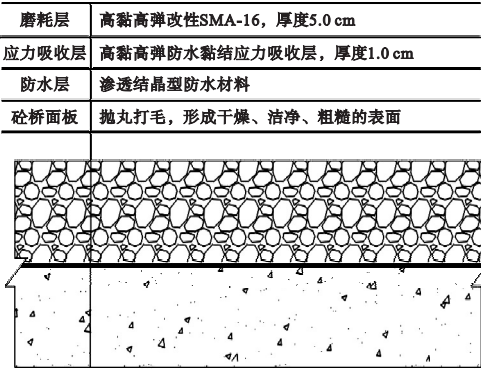 磨耗层 高黏高弹改性SMA-16，厚度5.0 cm
应力吸收层 高黏高弹防水黏结应力吸收层，厚度1.0 cm
防水层 渗透结晶型防水材料
砼桥面板 抛丸打毛，形成干燥、洁净、粗糙的表面